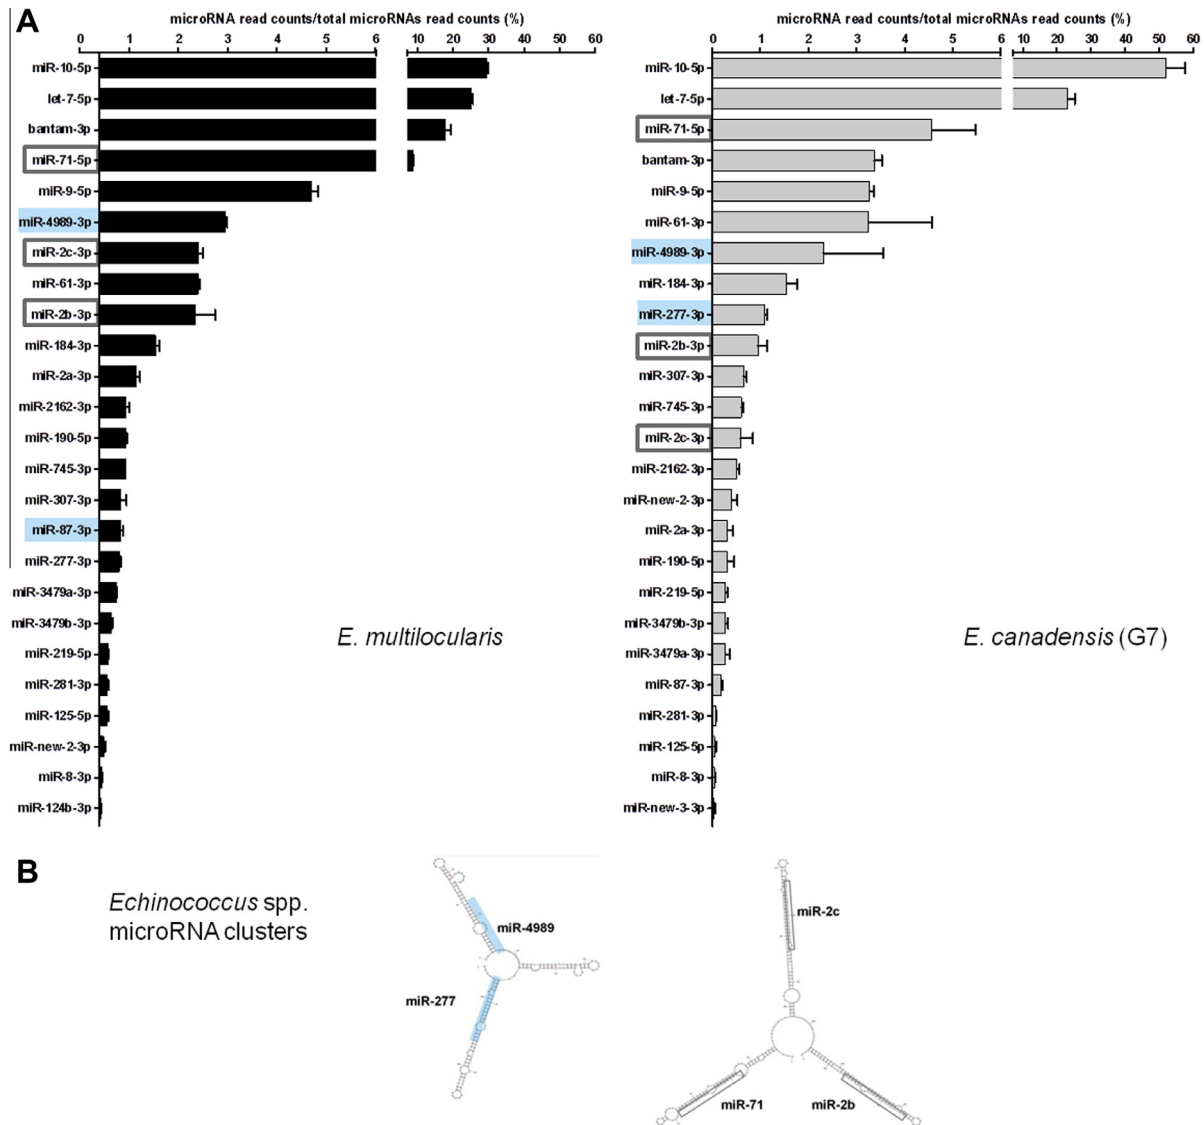 A
microRNA read counts/total microRNAs read counts (%)
0 1 2 3 4 5 6 10 20 30 40 50 60
miR-10-5p
let-7-5p
bantam-3p
miR-71-5p
miR-9-5p
miR-4989-3p
miR-2c-3p
miR-61-3p
miR-2b-3p
miR-184-3p
miR-2a-3p
miR-2162-3p
miR-190-5p
miR-745-3p
miR-307-3p
miR-87-3p
miR-277-3p
miR-3479a-3p
miR-3479b-3p
miR-219-5p
miR-281-3p
miR-125-5p
miR-new-2-3p
miR-8-3p
miR-124b-3p
E. multilocularis
microRNA read counts/total microRNAs read counts (%)
0 1 2 3 4 5 6 10 20 30 40 50 60
miR-10-5p
let-7-5p
miR-71-5p
bantam-3p
miR-9-5p
miR-61-3p
miR-4989-3p
miR-184-3p
miR-277-3p
miR-2b-3p
miR-307-3p
miR-745-3p
miR-2c-3p
miR-2162-3p
miR-new-2-3p
miR-2a-3p
miR-190-5p
miR-219-5p
miR-3479b-3p
miR-3479a-3p
miR-87-3p
miR-281-3p
miR-125-5p
miR-8-3p
miR-new-3-3p
E. canadensis (G7)
B
Echinococcus spp.
microRNA clusters
miR-4989
miR-277
miR-2c
miR-71
miR-2b